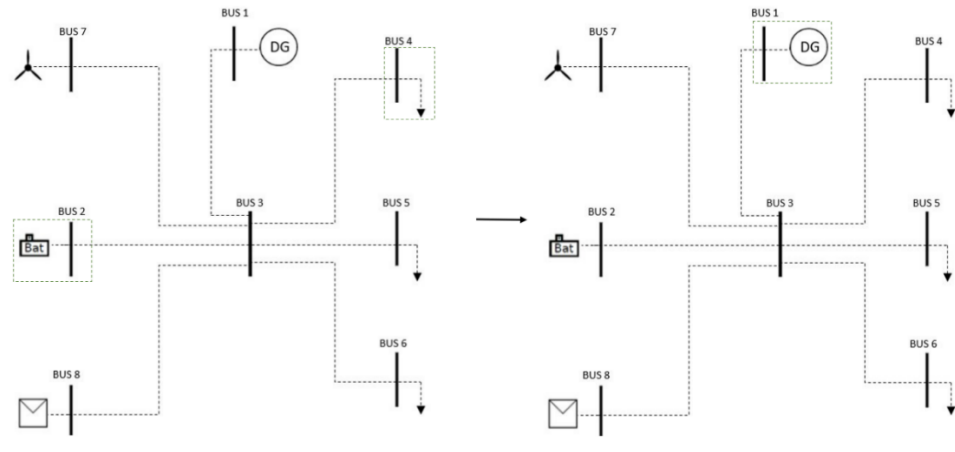 BUS 1
BUS 7
DG
BUS 4
BUS 2
BUS 3
BUS 5
Bat
BUS 6
BUS 8
BUS 1
BUS 7
DG
BUS 4
BUS 2
BUS 3
BUS 5
Bat
BUS 6
BUS 8